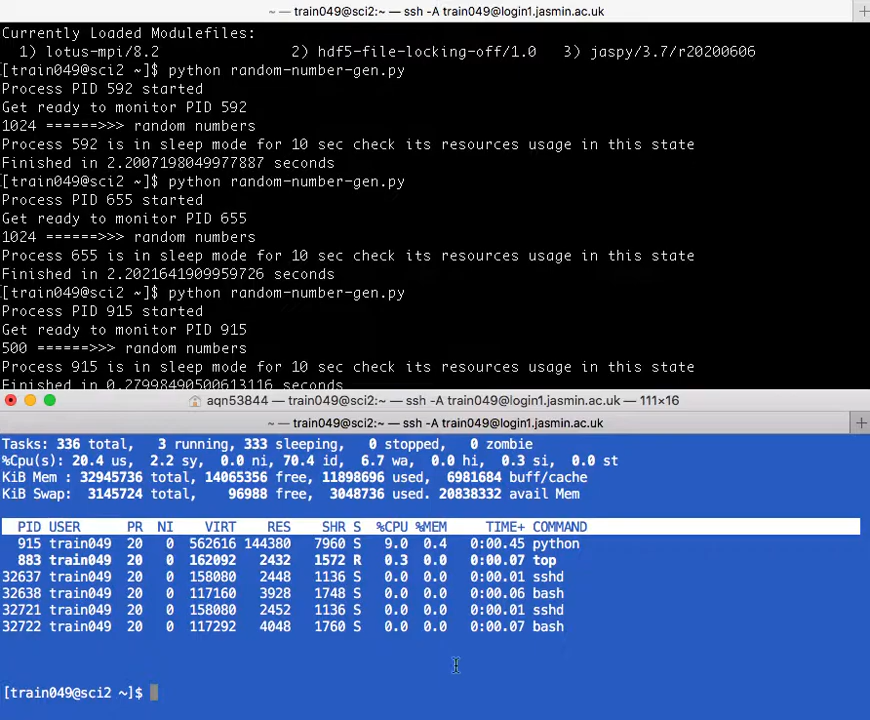 ~ — train049@sci2:~ — ssh -A train049@login1.jasmin.ac.uk
Currently Loaded Modulefiles:
1) lotus-mpi/8.2 2) hdf5-file-locking-off/1.0 3) jaspy/3.7/r20200606
[train049@sci2 ~]$ python random-number-gen.py
Process PID 592 started
Get ready to monitor PID 592
1024 ======>>> random numbers
Process 592 is in sleep mode for 10 sec check its resources usage in this state
Finished in 2.2007198049977887 seconds
[train049@sci2 ~]$ python random-number-gen.py
Process PID 655 started
Get ready to monitor PID 655
1024 ======>>> random numbers
Process 655 is in sleep mode for 10 sec check its resources usage in this state
Finished in 2.2021641909959726 seconds
[train049@sci2 ~]$ python random-number-gen.py
Process PID 915 started
Get ready to monitor PID 915
500 ======>>> random numbers
Process 915 is in sleep mode for 10 sec check its resources usage in this state
Finished in 0.27998490500613116 seconds
aqn53844 — train049@sci2:~ — ssh -A train049@login1.jasmin.ac.uk — 111×16
~ — train049@sci2:~ — ssh -A train049@login1.jasmin.ac.uk
Tasks: 336 total, 3 running, 333 sleeping, 0 stopped, 0 zombie
%Cpu(s): 20.4 us, 2.2 sy, 0.0 ni, 70.4 id, 6.7 wa, 0.0 hi, 0.3 si, 0.0 st
KiB Mem : 32945736 total, 14065356 free, 11898696 used, 6981684 buff/cache
KiB Swap: 3145724 total, 96988 free, 3048736 used. 20838332 avail Mem
PID USER PR NI VIRT RES SHR S %CPU %MEM TIME+ COMMAND
915 train049 20 0 562616 144380 7960 S 9.0 0.4 0:00.45 python
883 train049 20 0 162092 2432 1572 R 0.3 0.0 0:00.07 top
32637 train049 20 0 158080 2448 1136 S 0.0 0.0 0:00.01 sshd
32638 train049 20 0 117160 3928 1748 S 0.0 0.0 0:00.06 bash
32721 train049 20 0 158080 2452 1136 S 0.0 0.0 0:00.01 sshd
32722 train049 20 0 117292 4048 1760 S 0.0 0.0 0:00.07 bash
[train049@sci2 ~]$